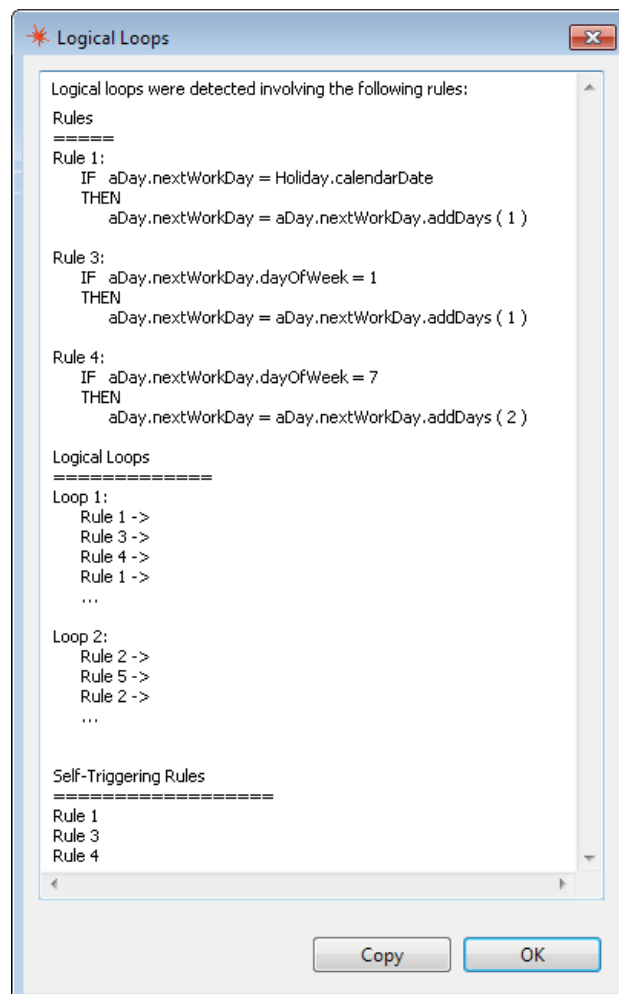 Logical Loops
Logical loops were detected involving the following rules:
Rules
=====
Rule 1:
IF aDay.nextWorkDay = Holiday.calendarDate
THEN
aDay.nextWorkDay = aDay.nextWorkDay.addDays ( 1 )
Rule 3:
IF aDay.nextWorkDay.dayOfWeek = 1
THEN
aDay.nextWorkDay = aDay.nextWorkDay.addDays ( 1 )
Rule 4:
IF aDay.nextWorkDay.dayOfWeek = 7
THEN
aDay.nextWorkDay = aDay.nextWorkDay.addDays ( 2 )
Logical Loops
=============
Loop 1:
Rule 1 ->
Rule 3 ->
Rule 4 ->
Rule 1 ->
...
Loop 2:
Rule 2 ->
Rule 5 ->
Rule 2 ->
...
Self-Triggering Rules
==================
Rule 1
Rule 3
Rule 4
Copy
OK